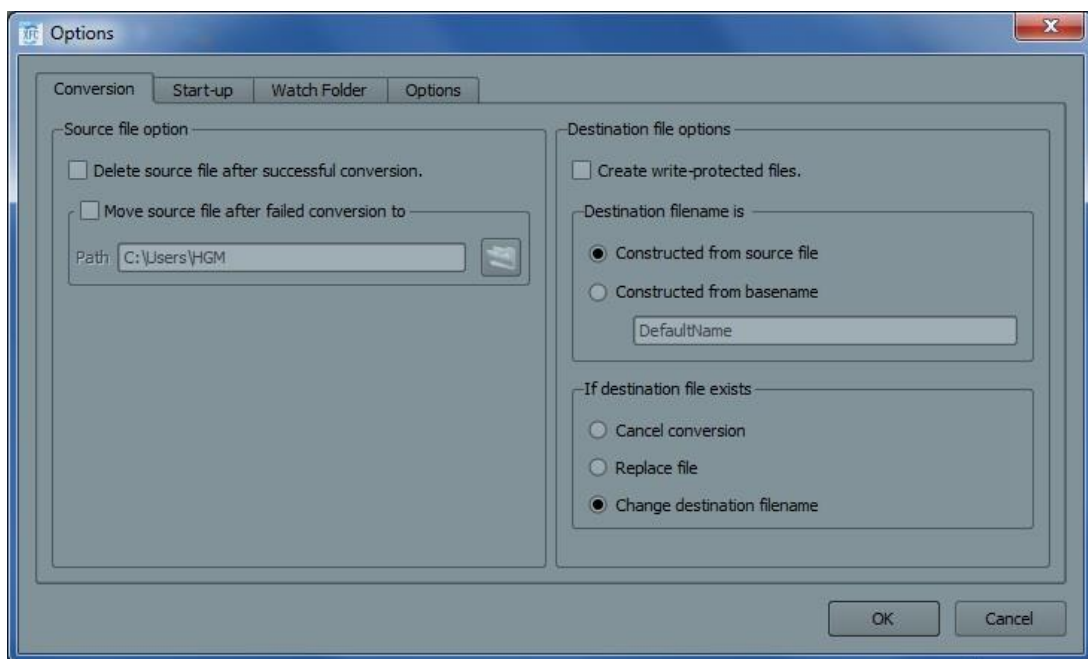 XFC Options
Conversion Start-up Watch Folder Options
Source file option
Delete source file after successful conversion.
Move source file after failed conversion to
Path C:\Users\HGM
Destination file options
Create write-protected files.
Destination filename is
Constructed from source file
Constructed from basename
DefaultName
If destination file exists
Cancel conversion
Replace file
Change destination filename
OK Cancel